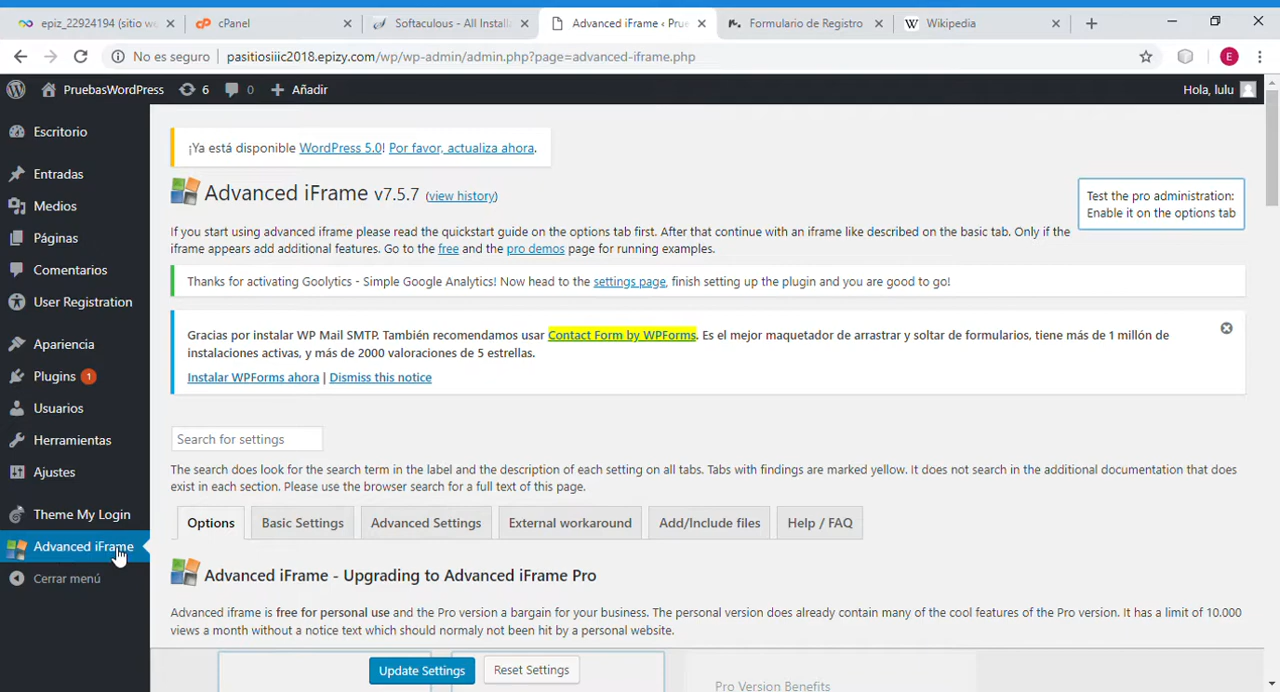 epiz_22924194 (sitio w
cPanel
Softaculous - All Install
Advanced iFrame ‹ Prue
Formulario de Registro
Wikipedia
No es seguro
pasitiosiiic2018.epizy.com/wp/wp-admin/admin.php?page=advanced-iframe.php
E
PruebasWordPress
6
0
Añadir
Hola, lulu
Escritorio
Entradas
Medios
Páginas
Comentarios
User Registration
Apariencia
Plugins 1
Usuarios
Herramientas
Ajustes
Theme My Login
Advanced iFrame
Cerrar menú
¡Ya está disponible WordPress 5.0! Por favor, actualiza ahora.
Advanced iFrame v7.5.7 (view history)
Test the pro administration:
Enable it on the options tab
If you start using advanced iframe please read the quickstart guide on the options tab first. After that continue with an iframe like described on the basic tab. Only if the
iframe appears add additional features. Go to the free and the pro demos page for running examples.
Thanks for activating Goolytics - Simple Google Analytics! Now head to the settings page, finish setting up the plugin and you are good to go!
Gracias por instalar WP Mail SMTP. También recomendamos usar Contact Form by WPForms. Es el mejor maquetador de arrastrar y soltar de formularios, tiene más de 1 millón de
instalaciones activas, y más de 2000 valoraciones de 5 estrellas.
Instalar WPForms ahora | Dismiss this notice
Search for settings
The search does look for the search term in the label and the description of each setting on all tabs. Tabs with findings are marked yellow. It does not search in the additional documentation that does
exist in each section. Please use the browser search for a full text of this page.
Options
Basic Settings
Advanced Settings
External workaround
Add/Include files
Help / FAQ
Advanced iFrame - Upgrading to Advanced iFrame Pro
Advanced iframe is free for personal use and the Pro version a bargain for your business. The personal version does already contain many of the cool features of the Pro version. It has a limit of 10.000
views a month without a notice text which should normaly not been hit by a personal website.
Update Settings
Reset Settings
Pro Version Benefits